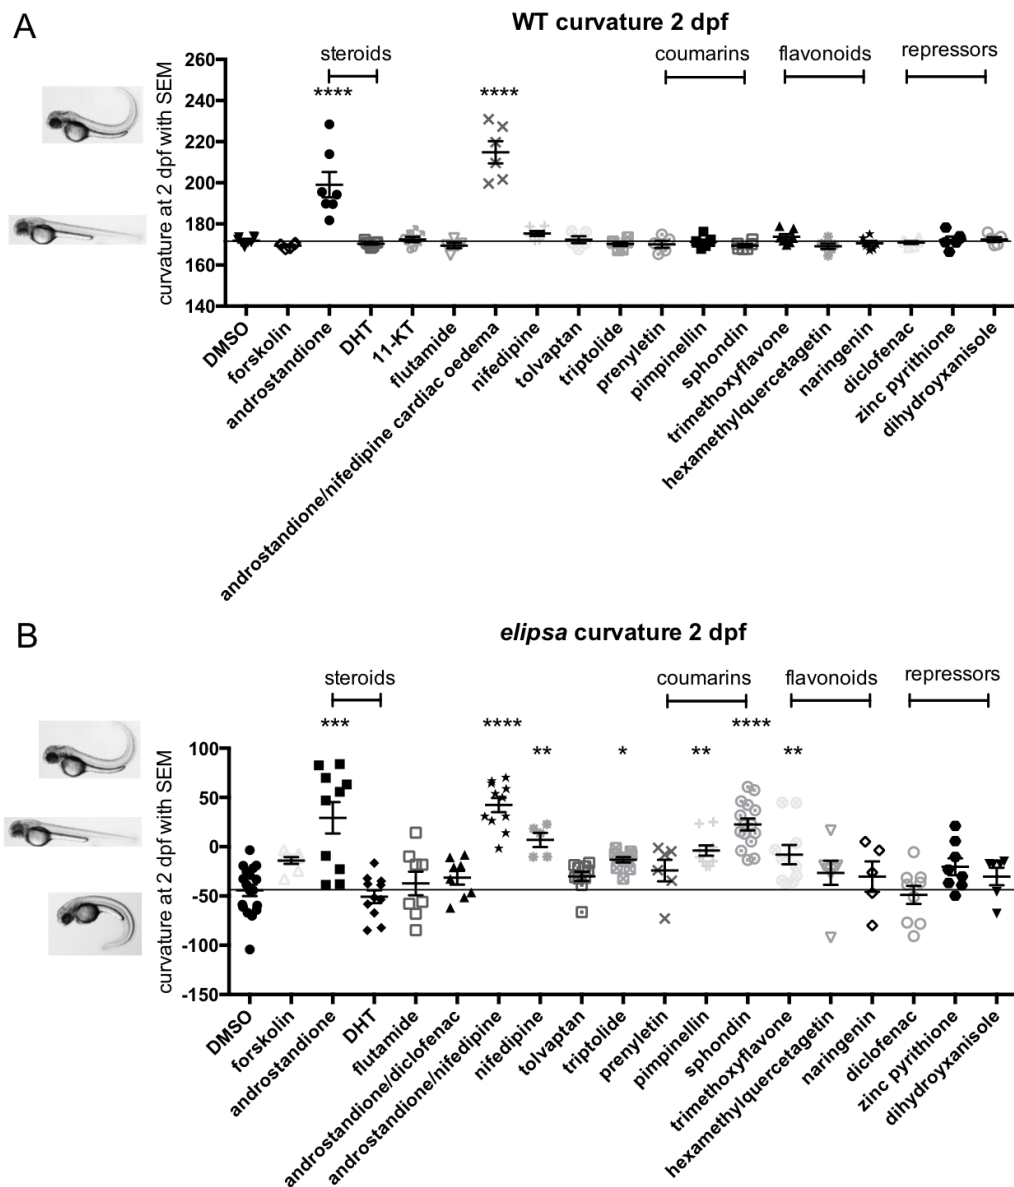 A
WT curvature 2 dpf
steroids
coumarins
flavonoids
repressors
**** ****
curvature at 2 dpf with SEM
260
240
220
200
180
160
140
DMSO
forskolin
androstandione
DHT
11-KT
flutamide
androstandione/nifedipine cardiac oedema
nifedipine
tolvaptan
triptolide
prenyletin
pimpinellin
sphondin
trimethoxyflavone
hexamethylquercetagetin
naringenin
diclofenac
zinc pyrithione
dihydroyxanisole
B
elipsa curvature 2 dpf
steroids
coumarins
flavonoids
repressors
*** **** ****
** * ** **
curvature at 2 dpf with SEM
100
50
0
-50
-100
-150
DMSO
forskolin
androstandione
DHT
flutamide
androstandione/diclofenac
androstandione/nifedipine
nifedipine
tolvaptan
triptolide
prenyletin
pimpinellin
sphondin
trimethoxyflavone
hexamethylquercetagetin
naringenin
diclofenac
zinc pyrithione
dihydroyxanisole